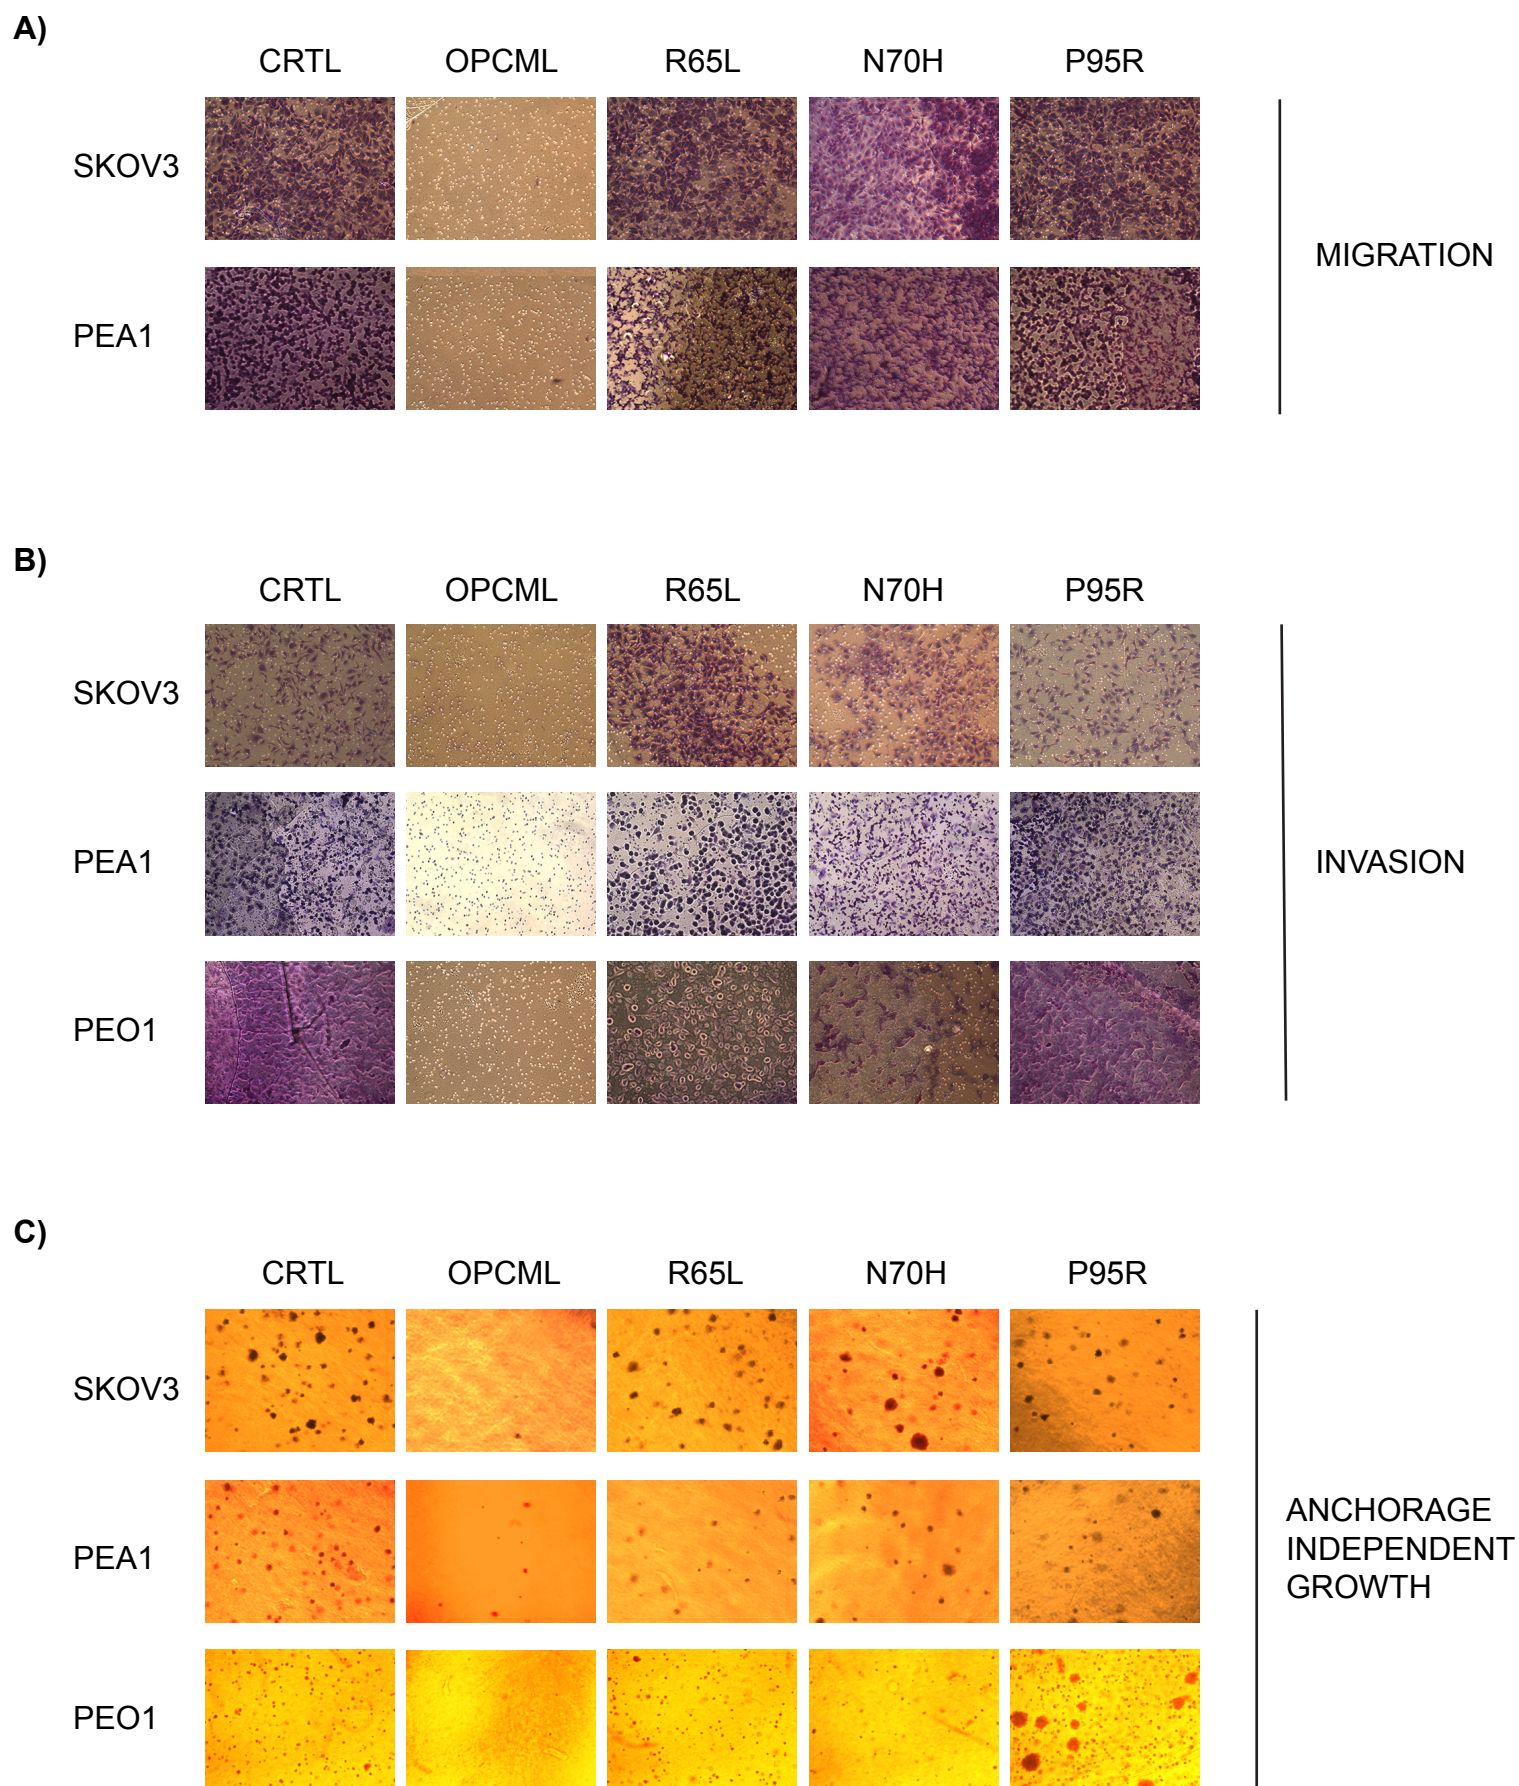 A)
CRTL OPCML R65L N70H P95R
SKOV3
MIGRATION
PEA1
B)
CRTL OPCML R65L N70H P95R
SKOV3
PEA1
INVASION
PEO1
C)
CRTL OPCML R65L N70H P95R
SKOV3
PEA1
ANCHORAGE
INDEPENDENT
GROWTH
PEO1